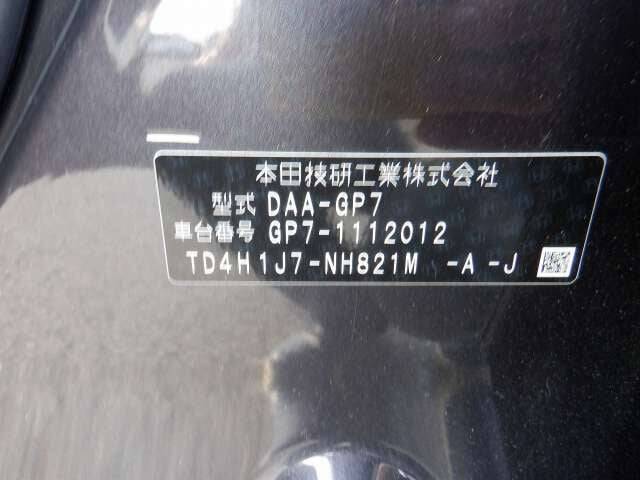 本田技研工業株式会社
型式 DAA-GP7
車台番号 GP7-1112012
TD4H1J7-NH821M -A -J